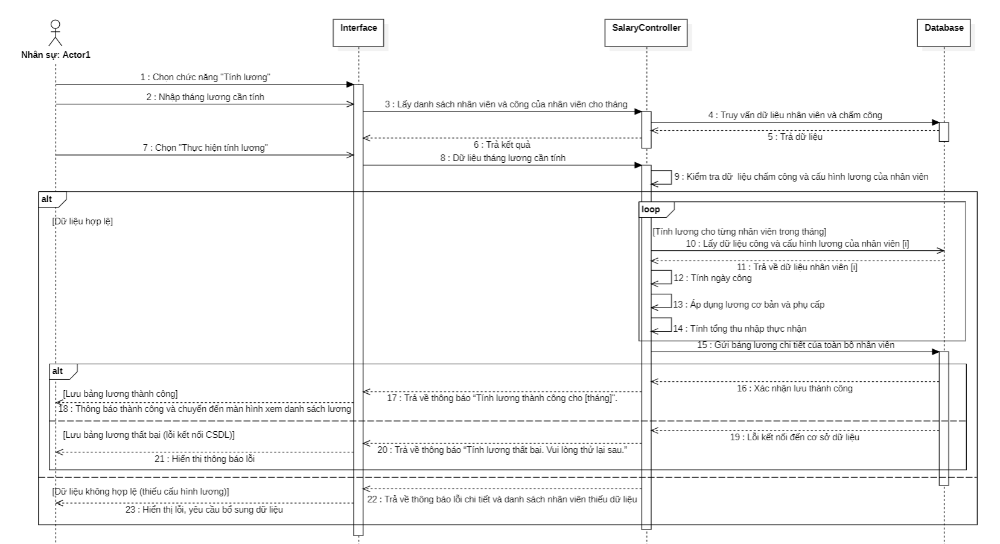 Interface
SalaryController
Database
Nhân sự: Actor1
1 : Chọn chức năng "Tính lương"
2 : Nhập tháng lương cần tính
3 : Lấy danh sách nhân viên và công của nhân viên cho tháng
4 : Truy vấn dữ liệu nhân viên và chấm công
5 : Trả dữ liệu
6 : Trả kết quả
7 : Chọn "Thực hiện tính lương"
8 : Dữ liệu tháng lương cần tính
9 : Kiểm tra dữ  liệu chấm công và cấu hình lương của nhân viên
alt
[Dữ liệu hợp lệ]
loop
[Tính lương cho từng nhân viên trong tháng]
10 : Lấy dữ liệu công và cấu hình lương của nhân viên [i]
11 : Trả về dữ liệu nhân viên [i]
12 : Tính ngày công
13 : Áp dụng lương cơ bản và phụ cấp
14 : Tính tổng thu nhập thực nhận
15 : Gửi bảng lương chi tiết của toàn bộ nhân viên
alt
[Lưu bảng lương thành công]
16 : Xác nhận lưu thành công
17 : Trả về thông báo “Tính lương thành công cho [tháng]”.
18 : Thông báo thành công và chuyển đến màn hình xem danh sách lương
[Lưu bảng lương thất bại (lỗi kết nối CSDL)]
19 : Lỗi kết nối đến cơ sở dữ liệu
20 : Trả về thông báo “Tính lương thất bại. Vui lòng thử lại sau.”
21 : Hiển thị thông báo lỗi
[Dữ liệu không hợp lệ (thiếu cấu hình lương)]
22 : Trả về thông báo lỗi chi tiết và danh sách nhân viên thiếu dữ liệu
23 : Hiển thị lỗi, yêu cầu bổ sung dữ liệu